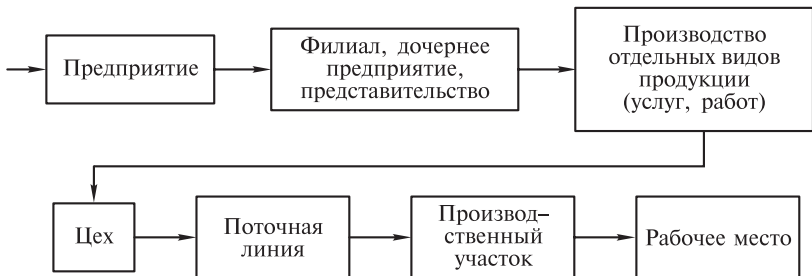 Предприятие
Филиал, дочернее
предприятие,
представительство
Производство
отдельных видов
продукции
(услуг, работ)
Цех
Поточная
линия
Производ-
ственный
участок
Рабочее место